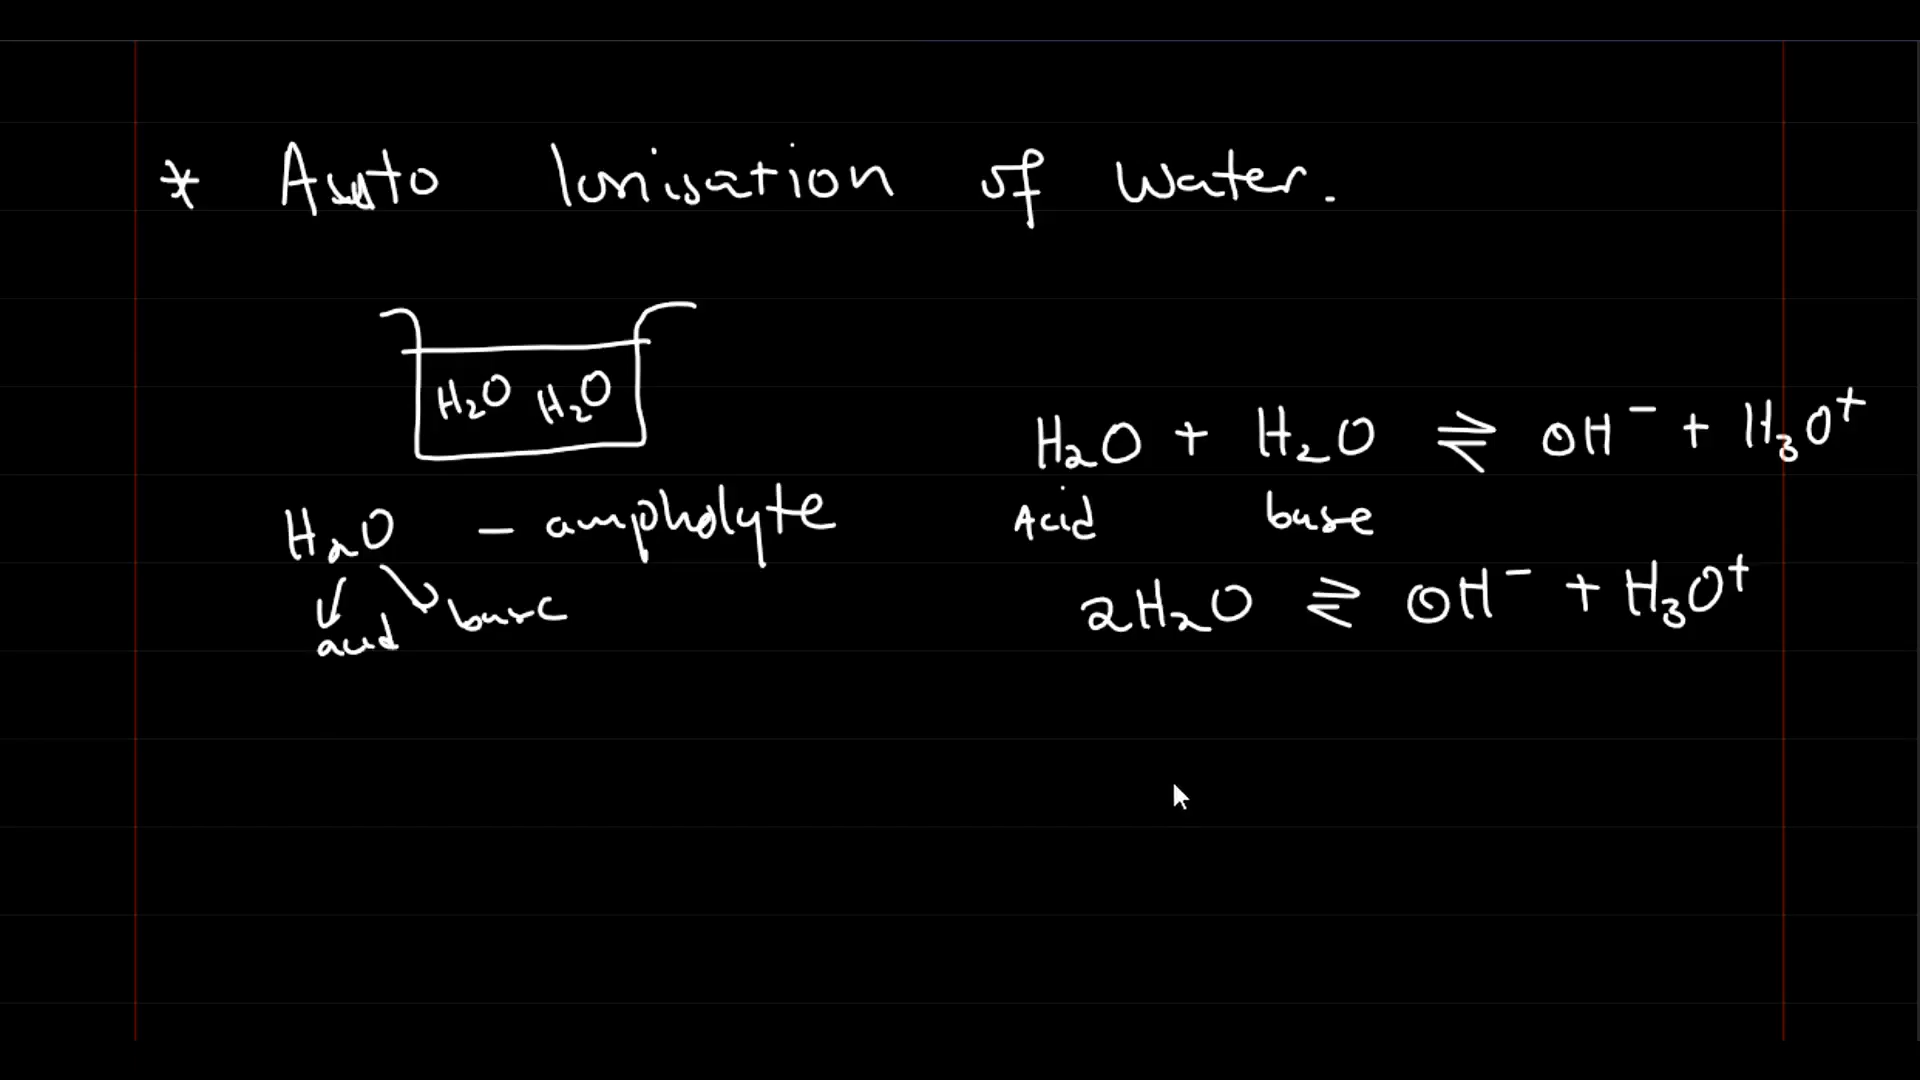 * Auto Ionisation of Water.
H₂O H₂O
H₂O + H₂O ⇌ OH⁻ + H₃O⁺
Acid base
H₂O - ampholyte
acid base
2H₂O ⇌ OH⁻ + H₃O⁺